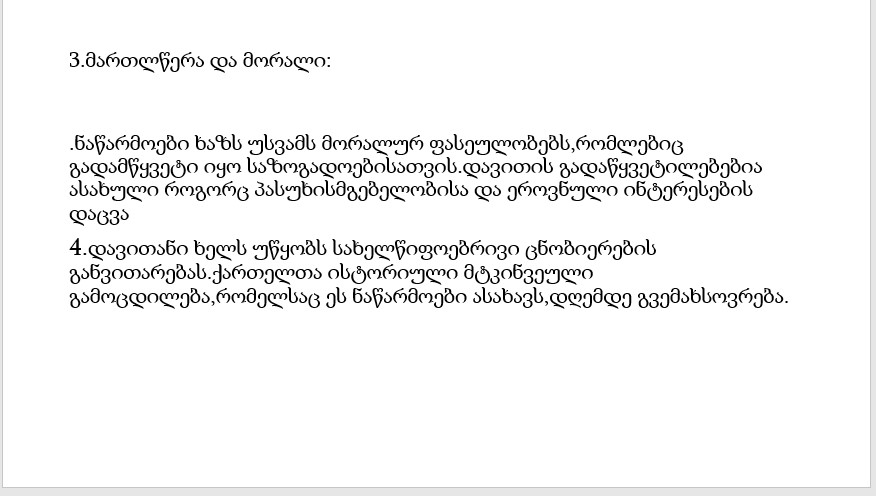 3.მართლწერა და მორალი:
.ნაწარმოები ხაზს უსვამს მორალურ ფასეულობებს,რომლებიც
გადამწყვეტი იყო საზოგადოებისათვის.დავითის გადაწყვეტილებებია
ასახული როგორც პასუხისმგებელობისა და ეროვნული ინტერესების
დაცვა
4.დავითანი ხელს უწყობს სახელწიფოებრივი ცნობიერების
განვითარებას.ქართელთა ისტორიული მტკინვეული
გამოცდილება,რომელსაც ეს ნაწარმოები ასახავს,დღემდე გვემახსოვრება.